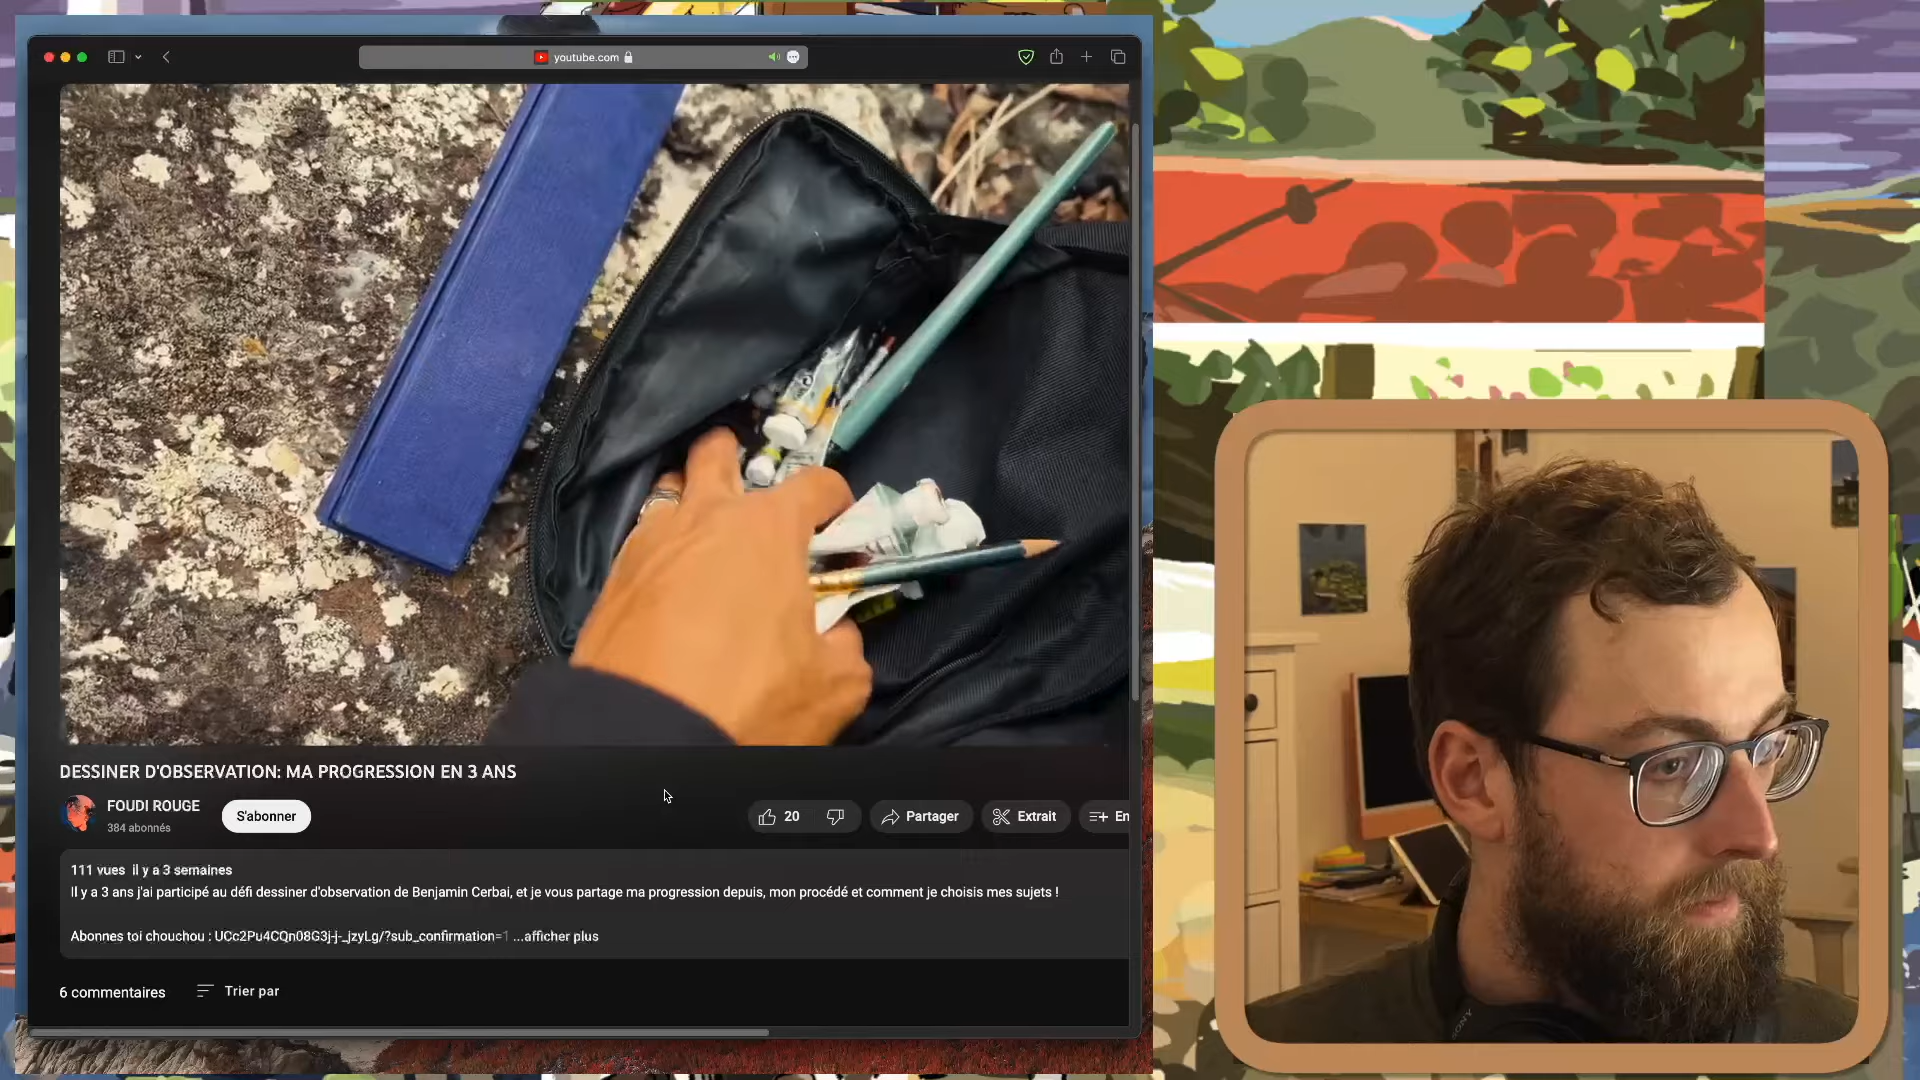 youtube.com
DESSINER D'OBSERVATION: MA PROGRESSION EN 3 ANS
FOUDI ROUGE
384 abonnés
S'abonner
20
Partager
Extrait
En
111 vues il y a 3 semaines
Il y a 3 ans j'ai participé au défi dessiner d'observation de Benjamin Cerbai, et je vous partage ma progression depuis, mon procédé et comment je choisis mes sujets !
Abonnes toi chouchou : UCc2Pu4CQn08G3j-j-_jzyLg/?sub_confirmation=1 ...afficher plus
6 commentaires
Trier par
SONY